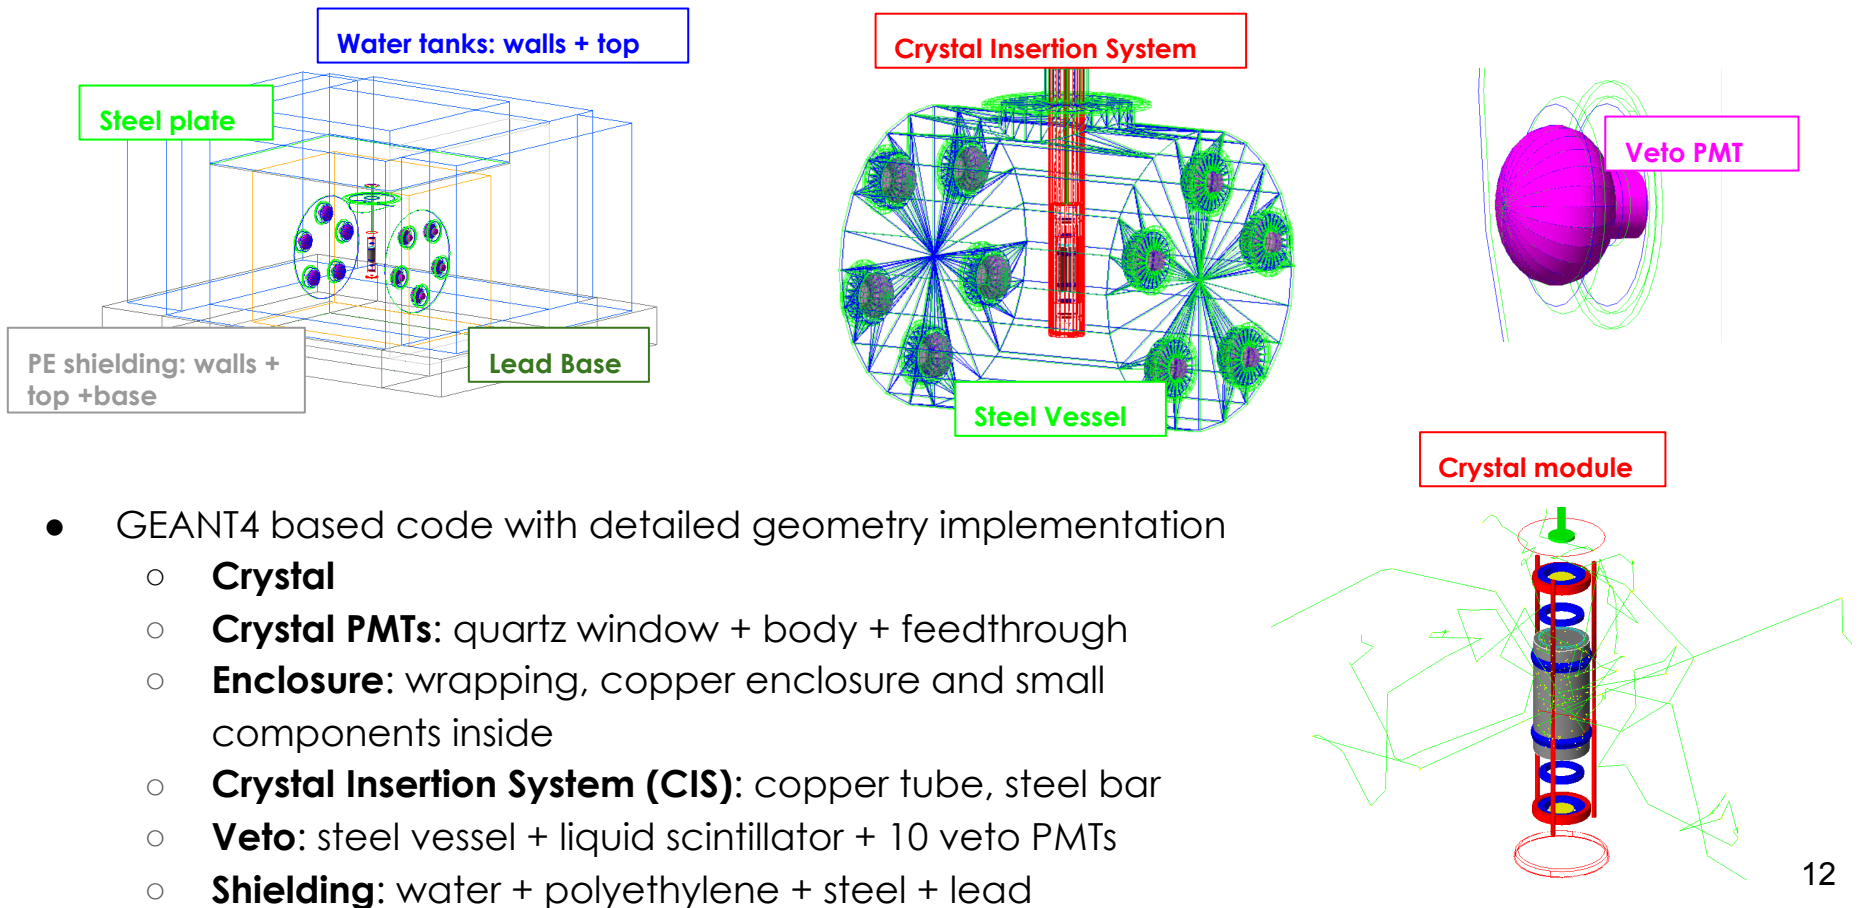 Water tanks: walls + top
Crystal Insertion System
Steel plate
Veto PMT
PE shielding: walls +
top +base
Lead Base
Steel Vessel
Crystal module
● GEANT4 based code with detailed geometry implementation
○ Crystal
○ Crystal PMTs: quartz window + body + feedthrough
○ Enclosure: wrapping, copper enclosure and small
components inside
○ Crystal Insertion System (CIS): copper tube, steel bar
○ Veto: steel vessel + liquid scintillator + 10 veto PMTs
○ Shielding: water + polyethylene + steel + lead
12